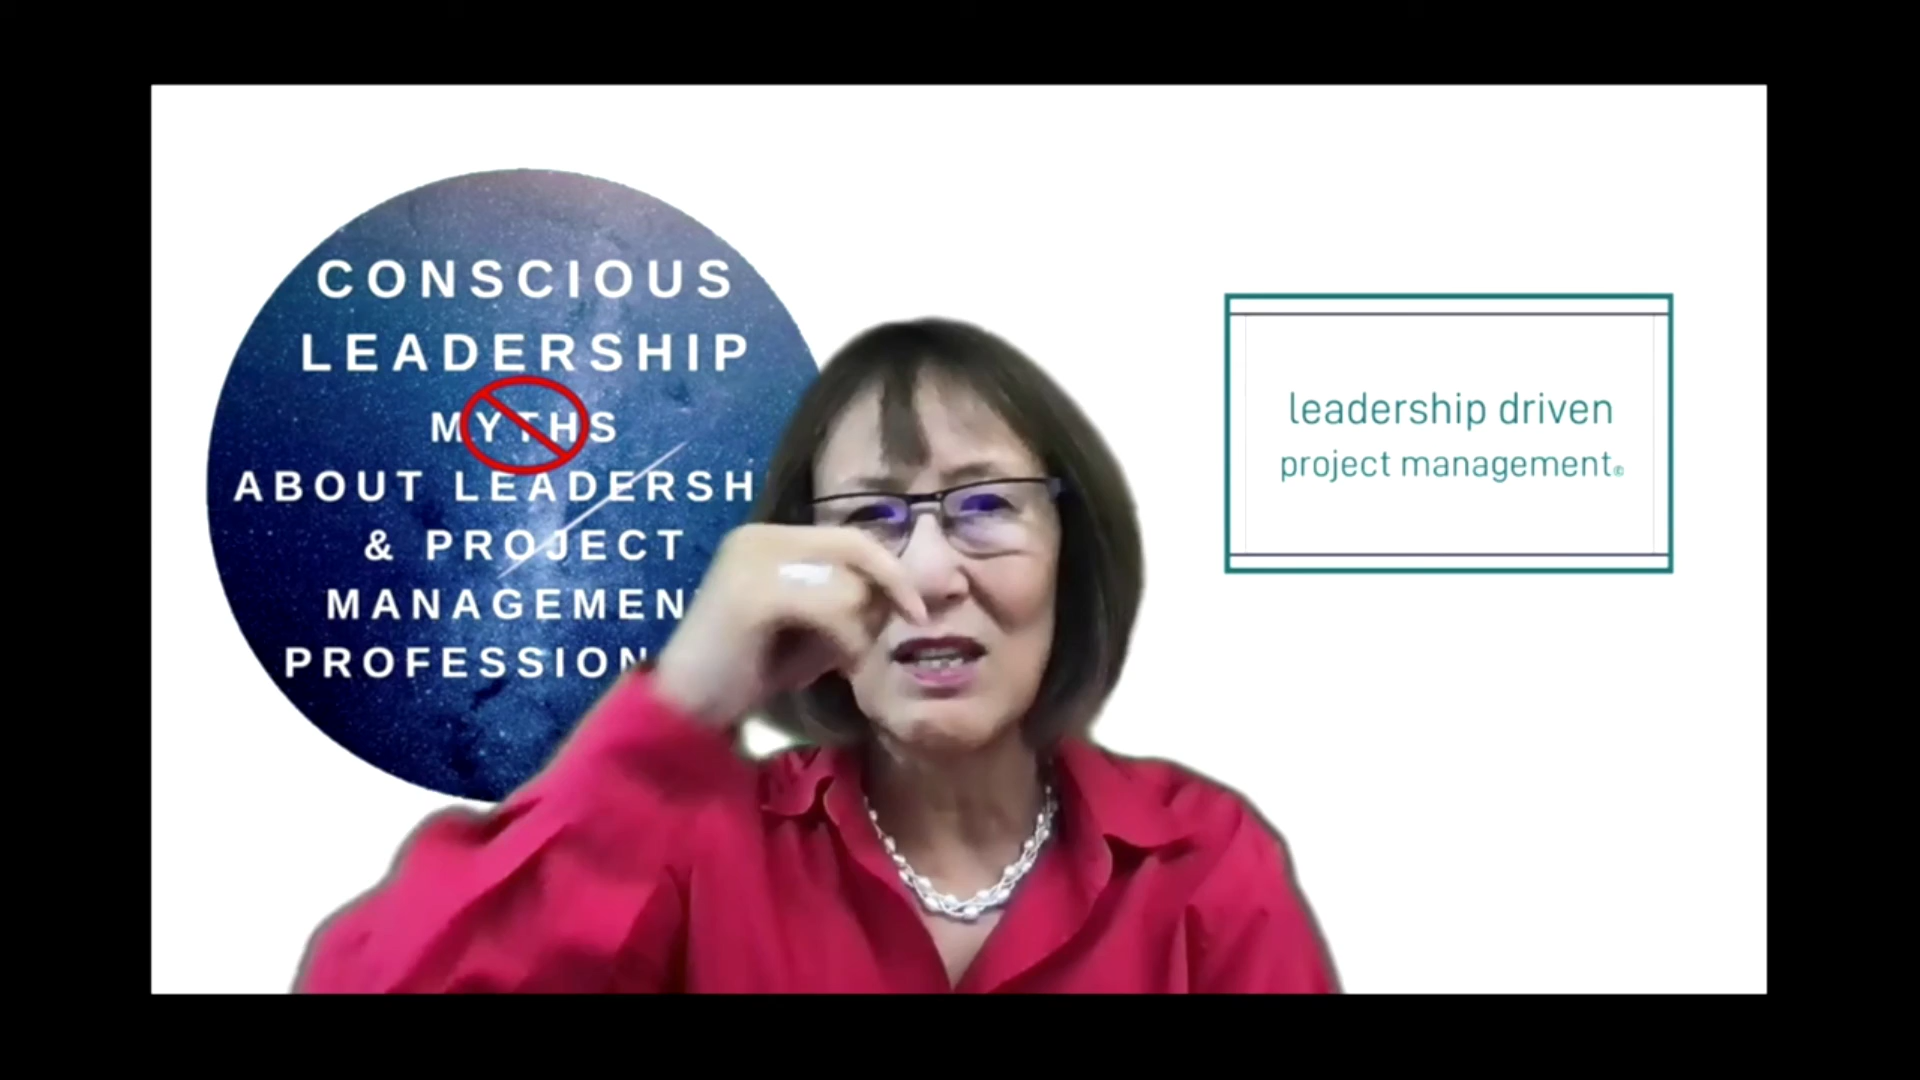 CONSCIOUS
LEADERSHIP
MYTHS
ABOUT LEADERSH
& PROJECT
MANAGEMEN
PROFESSION
leadership driven
project management©